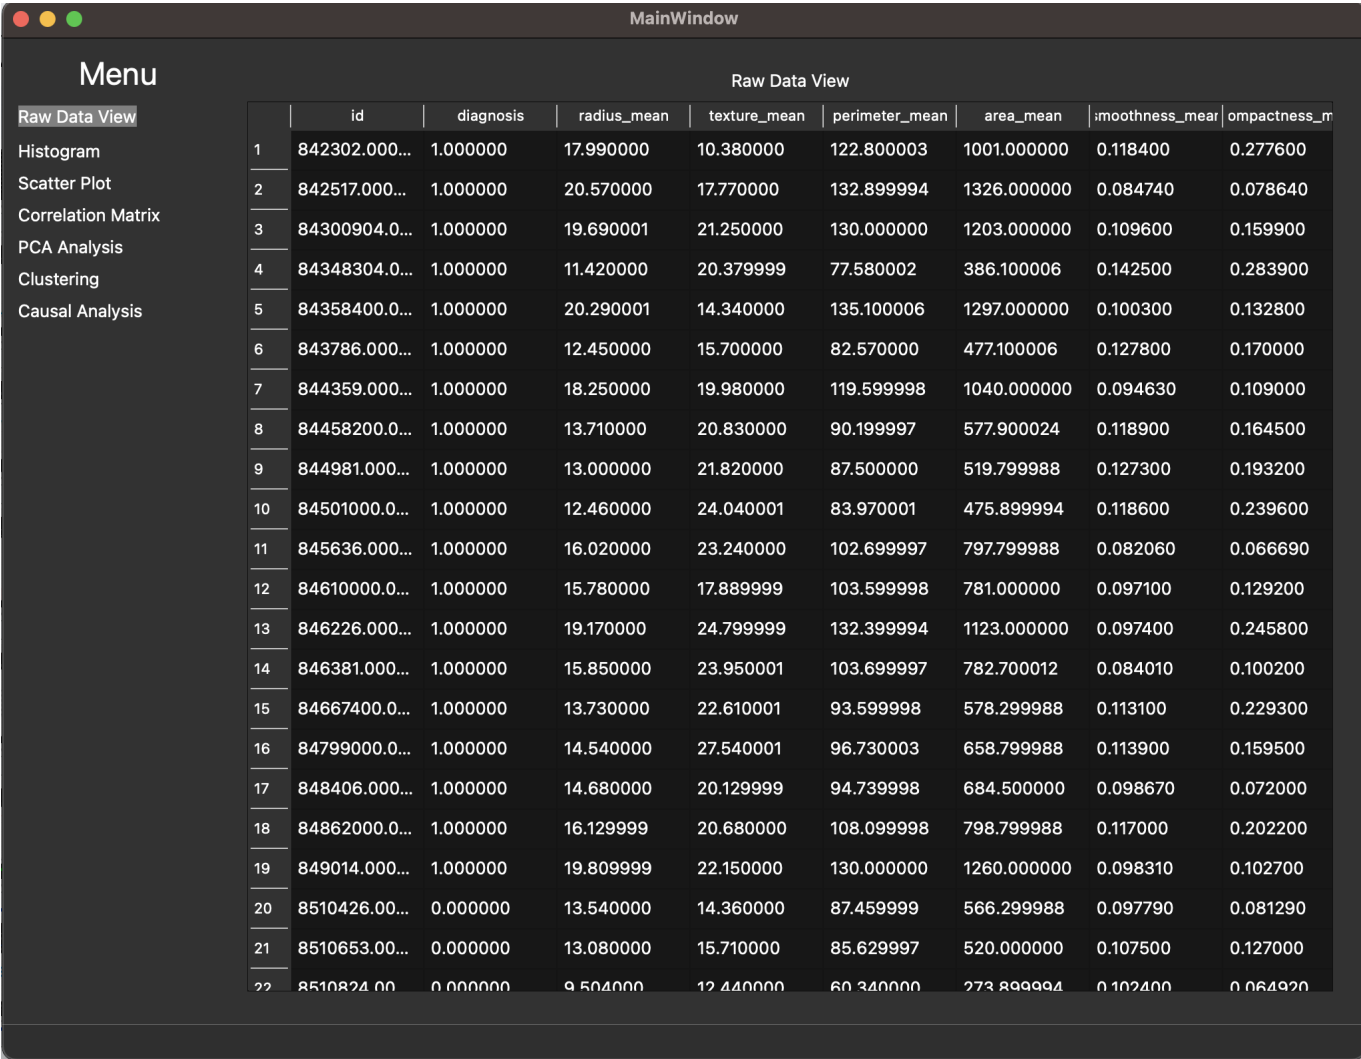 MainWindow
Menu
Raw Data View
Histogram
Scatter Plot
Correlation Matrix
PCA Analysis
Clustering
Causal Analysis
Raw Data View
id diagnosis radius_mean texture_mean perimeter_mean area_mean smoothness_mean ompactness_m
1 842302.000... 1.000000 17.990000 10.380000 122.800003 1001.000000 0.118400 0.277600
2 842517.000... 1.000000 20.570000 17.770000 132.899994 1326.000000 0.084740 0.078640
3 84300904.0... 1.000000 19.690001 21.250000 130.000000 1203.000000 0.109600 0.159900
4 84348304.0... 1.000000 11.420000 20.379999 77.580002 386.100006 0.142500 0.283900
5 84358400.0... 1.000000 20.290001 14.340000 135.100006 1297.000000 0.100300 0.132800
6 843786.000... 1.000000 12.450000 15.700000 82.570000 477.100006 0.127800 0.170000
7 844359.000... 1.000000 18.250000 19.980000 119.599998 1040.000000 0.094630 0.109000
8 84458200.0... 1.000000 13.710000 20.830000 90.199997 577.900024 0.118900 0.164500
9 844981.000... 1.000000 13.000000 21.820000 87.500000 519.799988 0.127300 0.193200
10 84501000.0... 1.000000 12.460000 24.040001 83.970001 475.899994 0.118600 0.239600
11 845636.000... 1.000000 16.020000 23.240000 102.699997 797.799988 0.082060 0.066690
12 84610000.0... 1.000000 15.780000 17.889999 103.599998 781.000000 0.097100 0.129200
13 846226.000... 1.000000 19.170000 24.799999 132.399994 1123.000000 0.097400 0.245800
14 846381.000... 1.000000 15.850000 23.950001 103.699997 782.700012 0.084010 0.100200
15 84667400.0... 1.000000 13.730000 22.610001 93.599998 578.299988 0.113100 0.229300
16 84799000.0... 1.000000 14.540000 27.540001 96.730003 658.799988 0.113900 0.159500
17 848406.000... 1.000000 14.680000 20.129999 94.739998 684.500000 0.098670 0.072000
18 84862000.0... 1.000000 16.129999 20.680000 108.099998 798.799988 0.117000 0.202200
19 849014.000... 1.000000 19.809999 22.150000 130.000000 1260.000000 0.098310 0.102700
20 8510426.00... 0.000000 13.540000 14.360000 87.459999 566.299988 0.097790 0.081290
21 8510653.00... 0.000000 13.080000 15.710000 85.629997 520.000000 0.107500 0.127000
22 8510824.00 0.000000 9.504000 12.440000 60.340000 273.899994 0.102400 0.064920